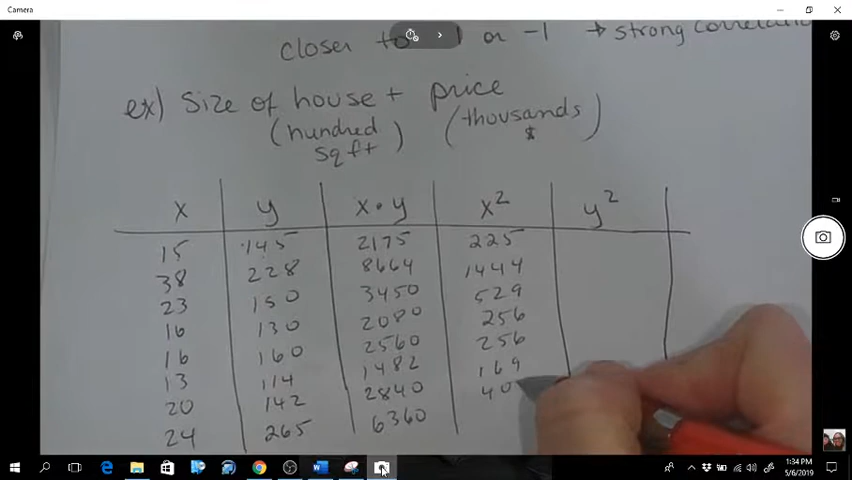 Camera
closer to 1 or -1 → strong correlation
ex) Size of house + price
(hundred sq ft) (thousands $)
x y x•y x² y²
15 145 2175 225
38 228 8664 1444
23 150 3450 529
16 130 2080 256
16 160 2560 256
13 114 1482 169
20 142 2840 40
24 265 6360
1:34 PM
5/6/2019